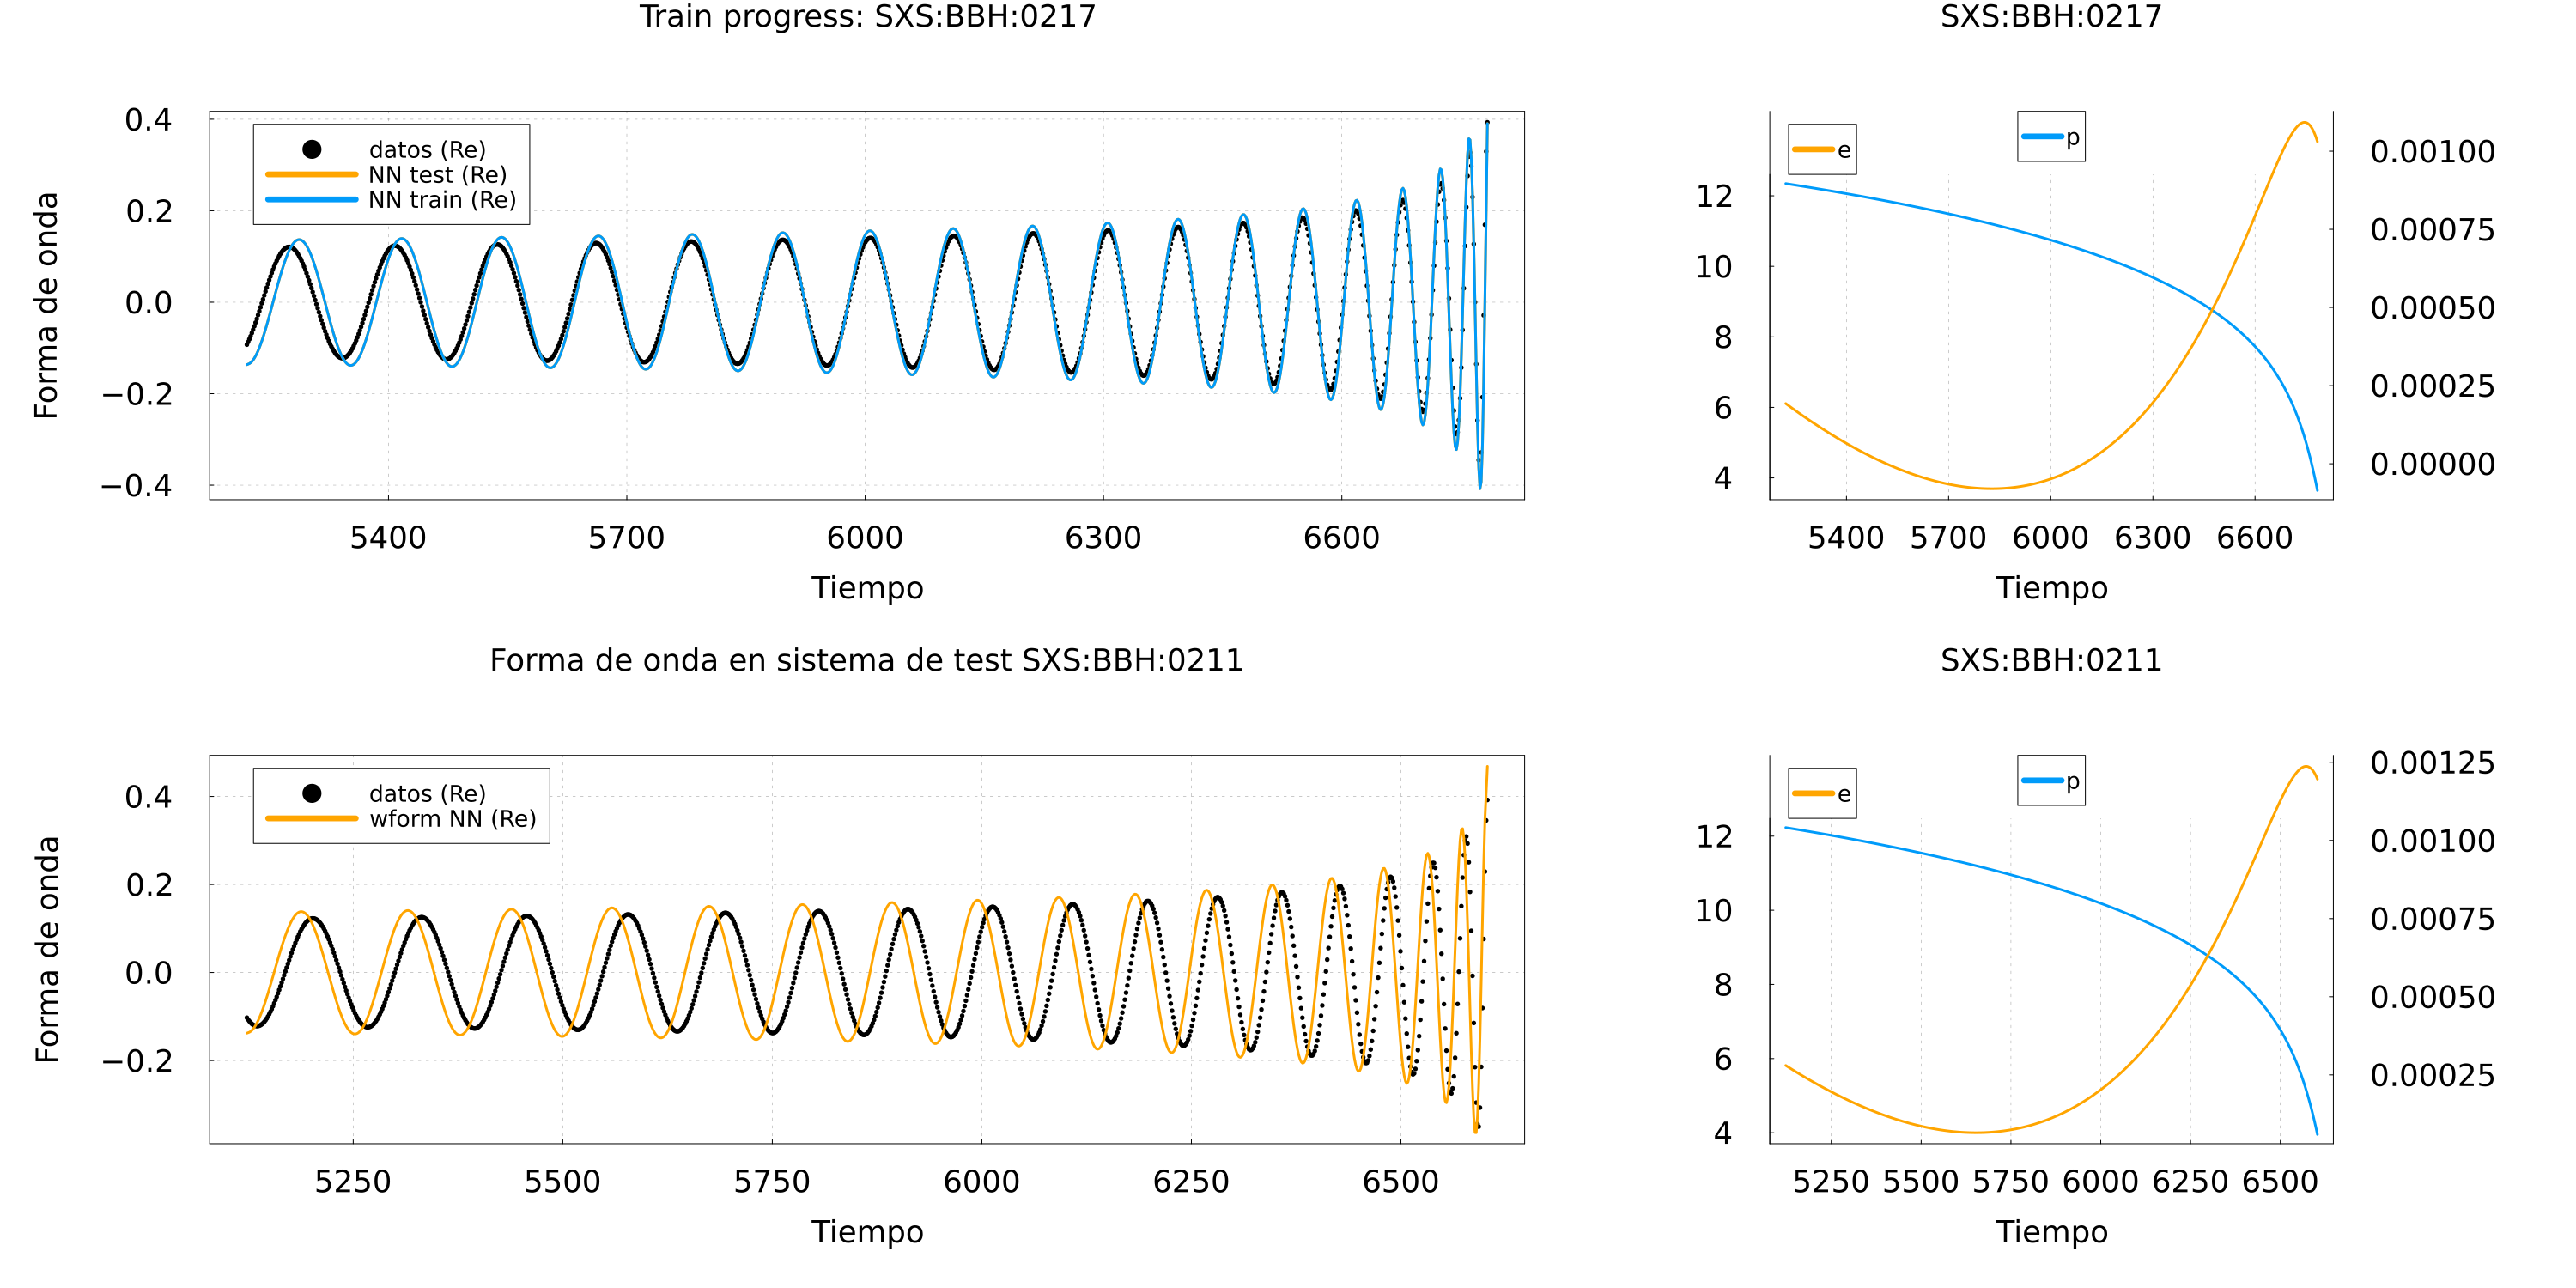 Train progress: SXS:BBH:0217
Forma de onda
0.4
0.2
0.0
−0.2
−0.4
datos (Re)
NN test (Re)
NN train (Re)
5400 5700 6000 6300 6600
Tiempo
SXS:BBH:0217
12
10
8
6
4
e
p
0.00100
0.00075
0.00050
0.00025
0.00000
5400 5700 6000 6300 6600
Tiempo
Forma de onda en sistema de test SXS:BBH:0211
Forma de onda
0.4
0.2
0.0
−0.2
datos (Re)
wform NN (Re)
5250 5500 5750 6000 6250 6500
Tiempo
SXS:BBH:0211
12
10
8
6
4
e
p
0.00125
0.00100
0.00075
0.00050
0.00025
5250 5500 5750 6000 6250 6500
Tiempo